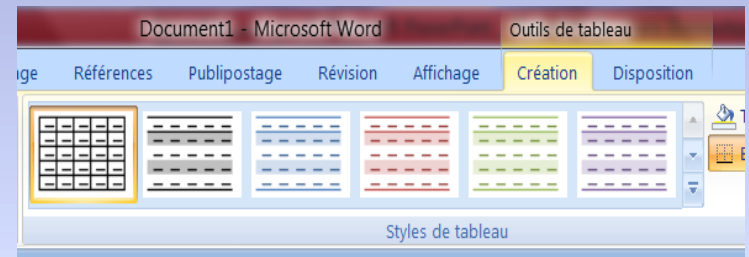 Document1 - Microsoft Word Outils de tableau
Références Publipostage Révision Affichage Création Disposition
Styles de tableau